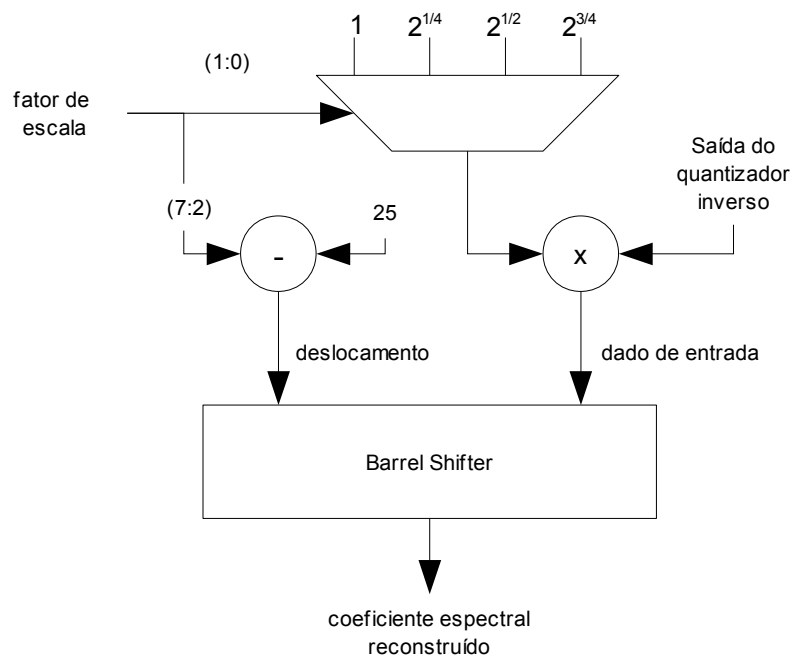 1 2^{1/4} 2^{1/2} 2^{3/4}
(1:0)
fator de
escala
Saída do
quantizador
inverso
(7:2)
25
-
x
deslocamento
dado de entrada
Barrel Shifter
coeficiente espectral
reconstruído